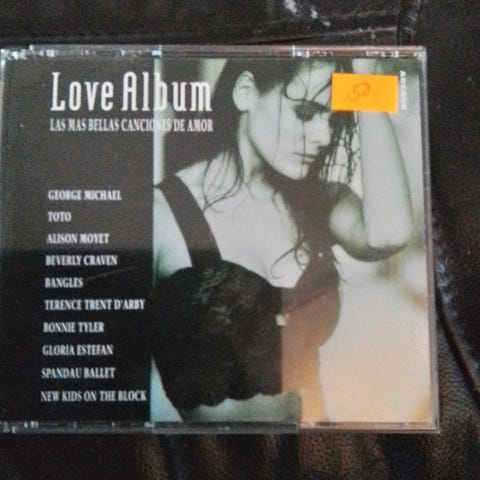 Love Album
LAS MAS BELLAS CANCIONES DE AMOR
50
ARCADE
GEORGE MICHAEL
TOTO
ALISON MOYET
BEVERLY CRAVEN
BANGLES
TERENCE TRENT D'ARBY
BONNIE TYLER
GLORIA ESTEFAN
SPANDAU BALLET
NEW KIDS ON THE BLOCK